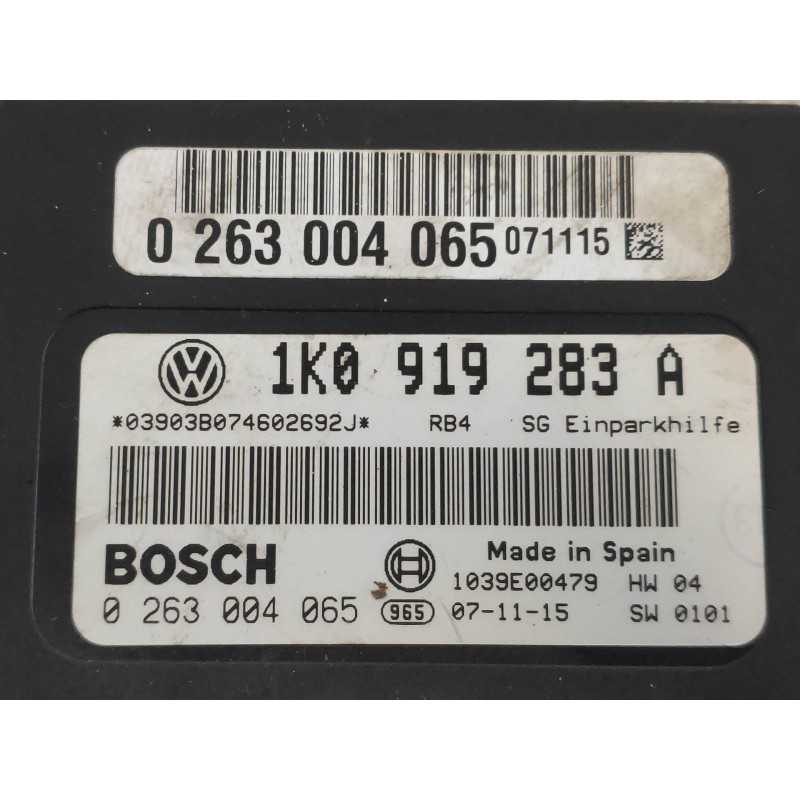 0 263 004 065 071115
1K0 919 283 A
*03903B074602692J* RB4 SG Einparkhilfe
BOSCH Made in Spain
1039E00479 HW 04
0 263 004 065 965 07-11-15 SW 0101